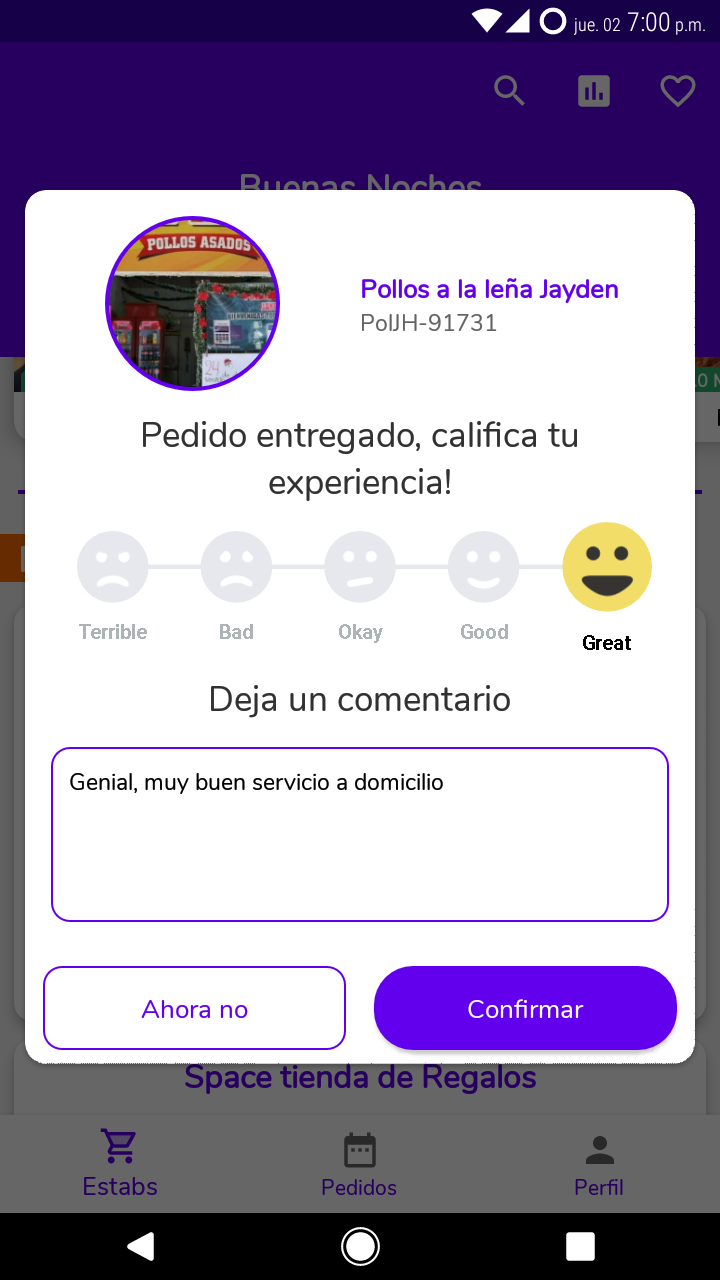 jue. 02 7:00 p.m.
Buenas Noches
POLLOS ASADOS
Pollos a la leña Jayden
PolJH-91731
24
Pedido entregado, califica tu
experiencia!
Terrible
Bad
Okay
Good
Great
Deja un comentario
Genial, muy buen servicio a domicilio
Ahora no
Confirmar
Space tienda de Regalos
Estabs
Pedidos
Perfil